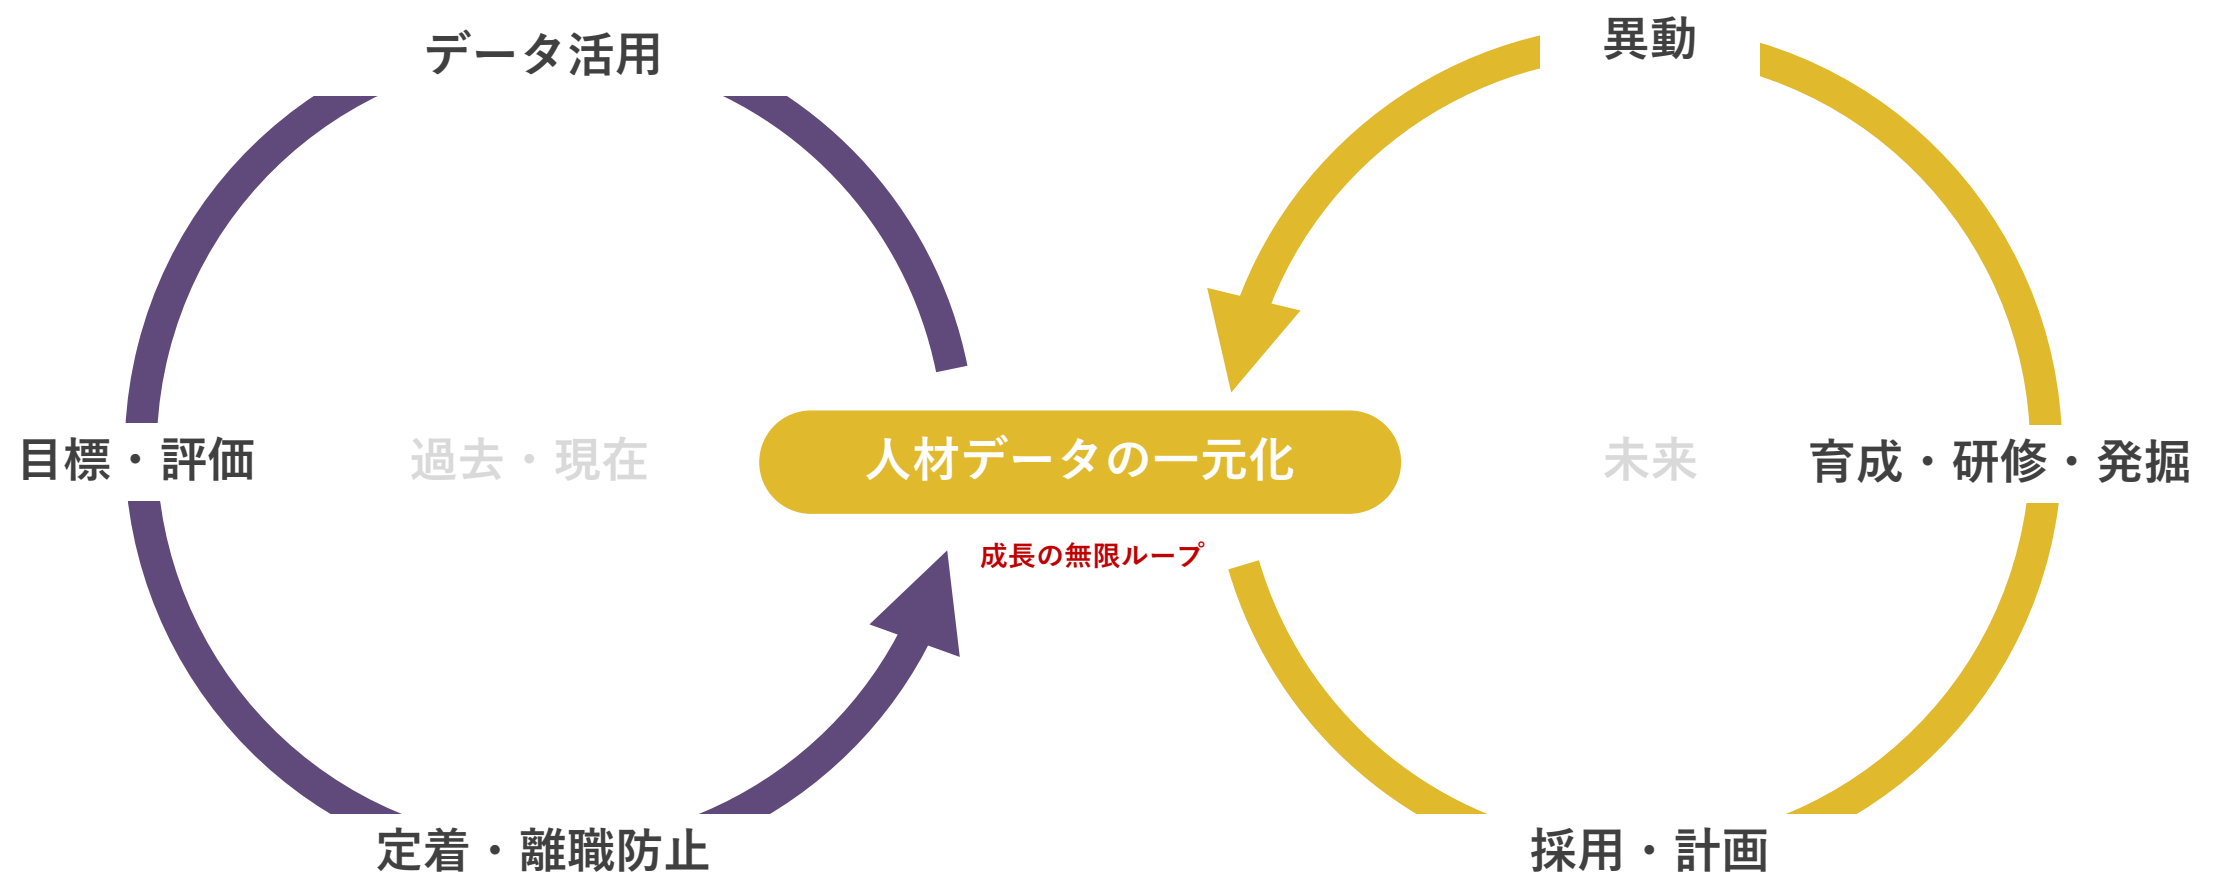 データ活用
異動
目標・評価
過去・現在
人材データの一元化
未来
育成・研修・発掘
成長の無限ループ
定着・離職防止
採用・計画